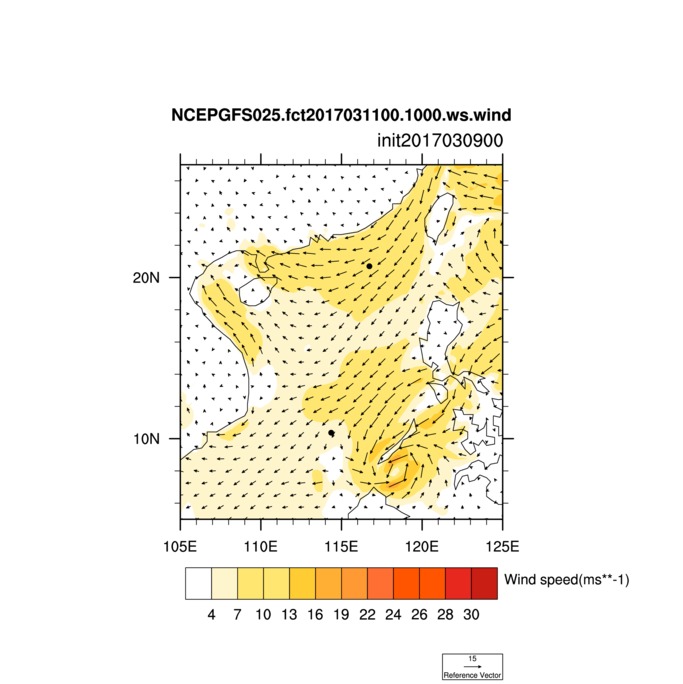 NCEPGFS025.fct2017031100.1000.ws.wind
init2017030900
20N
10N
105E 110E 115E 120E 125E
Wind speed(ms**-1)
4 7 10 13 16 19 22 24 26 28 30
15
Reference Vector